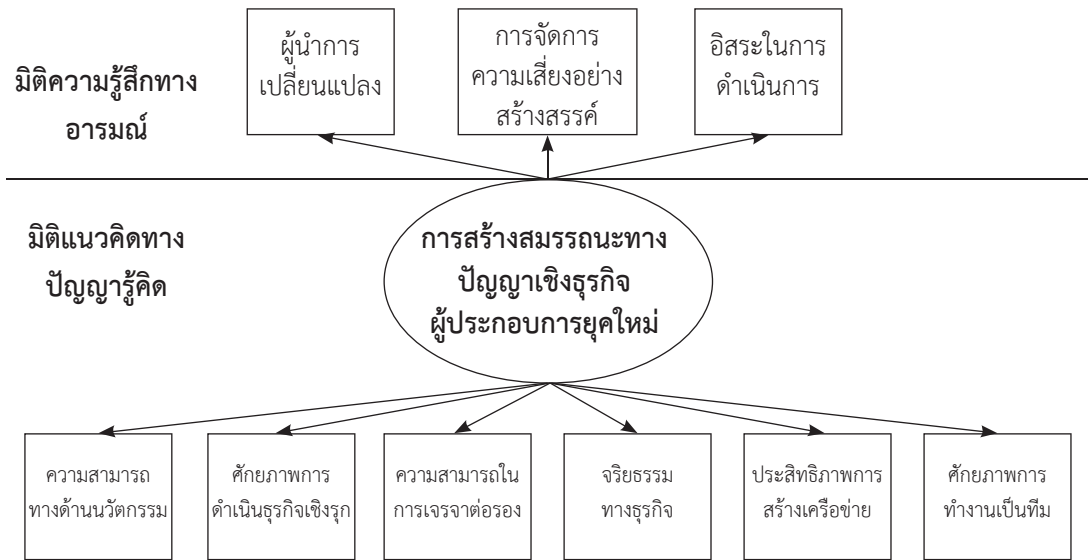 มิติความรู้สึกทาง
อารมณ์
ผู้นำการ
เปลี่ยนแปลง
การจัดการ
ความเสี่ยงอย่าง
สร้างสรรค์
อิสระในการ
ดำเนินการ
มิติแนวคิดทาง
ปัญญารู้คิด
การสร้างสมรรถนะทาง
ปัญญาเชิงธุรกิจ
ผู้ประกอบการยุคใหม่
ความสามารถ
ทางด้านนวัตกรรม
ศักยภาพการ
ดำเนินธุรกิจเชิงรุก
ความสามารถใน
การเจรจาต่อรอง
จริยธรรม
ทางธุรกิจ
ประสิทธิภาพการ
สร้างเครือข่าย
ศักยภาพการ
ทำงานเป็นทีม